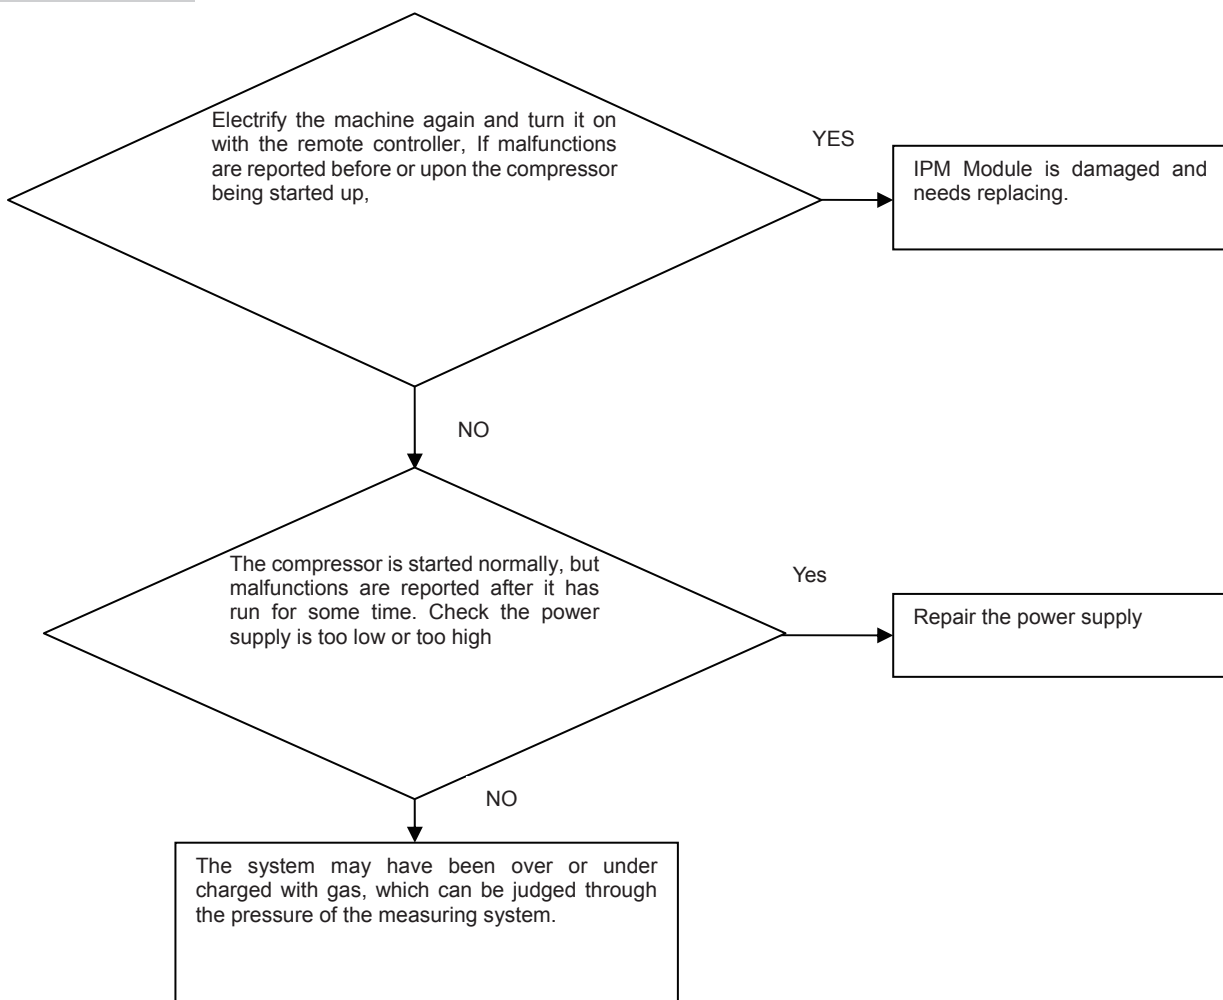 Electrify the machine again and turn it on
with the remote controller, If malfunctions
are reported before or upon the compressor
being started up,
YES
IPM Module is damaged and
needs replacing.
NO
The compressor is started normally, but
malfunctions are reported after it has
run for some time. Check the power
supply is too low or too high
Yes
Repair the power supply
NO
The system may have been over or under
charged with gas, which can be judged through
the pressure of the measuring system.